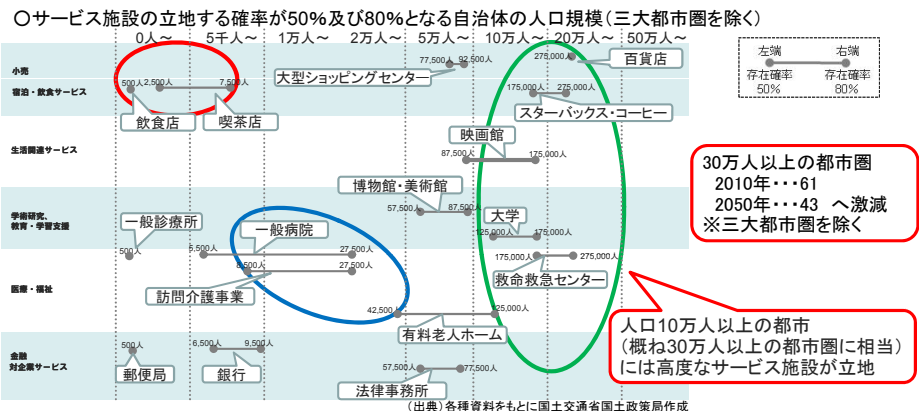 ○サービス施設の立地する確率が50%及び80%となる自治体の人口規模(三大都市圏を除く)
0人～ 5千人～ 1万人～ 2万人～ 5万人～ 10万人～ 20万人～ 50万人～
左端 右端
存在確率 存在確率
50% 80%
小売
77,500人 92,500人
大型ショッピングセンター
275,000人
百貨店
宿泊・飲食サービス
500人
飲食店
2,500人 7,500人
喫茶店
175,000人 275,000人
スターバックス・コーヒー
生活関連サービス
映画館
87,500人 175,000人
学術研究、
教育・学習支援
博物館・美術館
57,500人 87,500人
大学
125,000人 175,000人
医療・福祉
一般診療所
500人
一般病院
5,500人 27,500人
8,500人 27,500人
訪問介護事業
175,000人 275,000人
救命救急センター
42,500人 125,000人
有料老人ホーム
金融
対企業サービス
500人
郵便局
6,500人 9,500人
銀行
57,500人 77,500人
法律事務所
30万人以上の都市圏
2010年・・・61
2050年・・・43 へ激減
※三大都市圏を除く
人口10万人以上の都市
(概ね30万人以上の都市圏に相当)
には高度なサービス施設が立地
(出典)各種資料をもとに国土交通省国土政策局作成